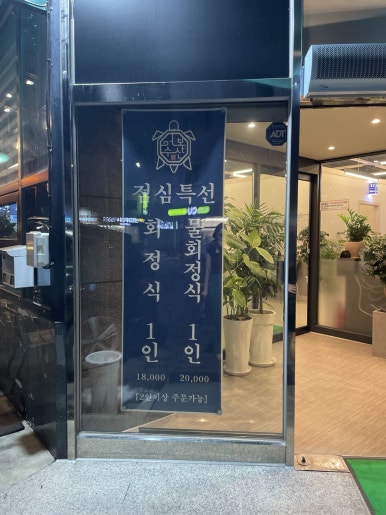 점심특선
회정식 1인
물회정식 1인
18,000 20,000
[2인이상 주문가능]
ADT